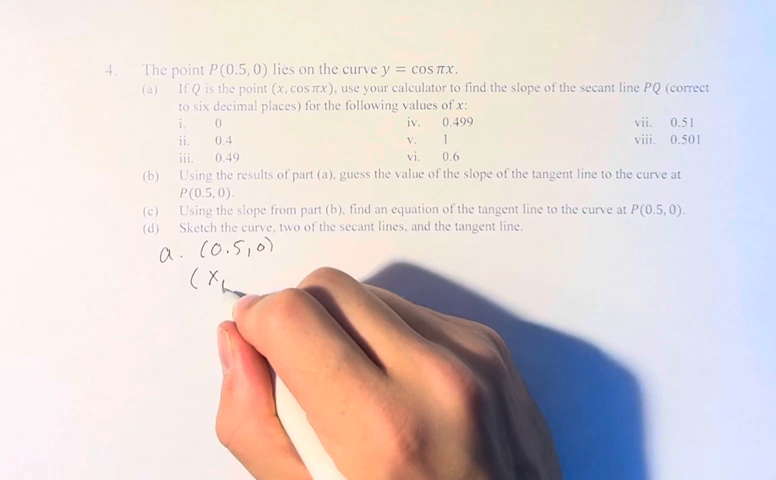 4. The point P(0.5, 0) lies on the curve y = cos πx.
(a) If Q is the point (x, cos πx), use your calculator to find the slope of the secant line PQ (correct
to six decimal places) for the following values of x:
i. 0 iv. 0.499 vii. 0.51
ii. 0.4 v. 1 viii. 0.501
iii. 0.49 vi. 0.6
(b) Using the results of part (a), guess the value of the slope of the tangent line to the curve at
P(0.5, 0).
(c) Using the slope from part (b), find an equation of the tangent line to the curve at P(0.5, 0).
(d) Sketch the curve, two of the secant lines, and the tangent line.
a. (0.5,0)
(x,